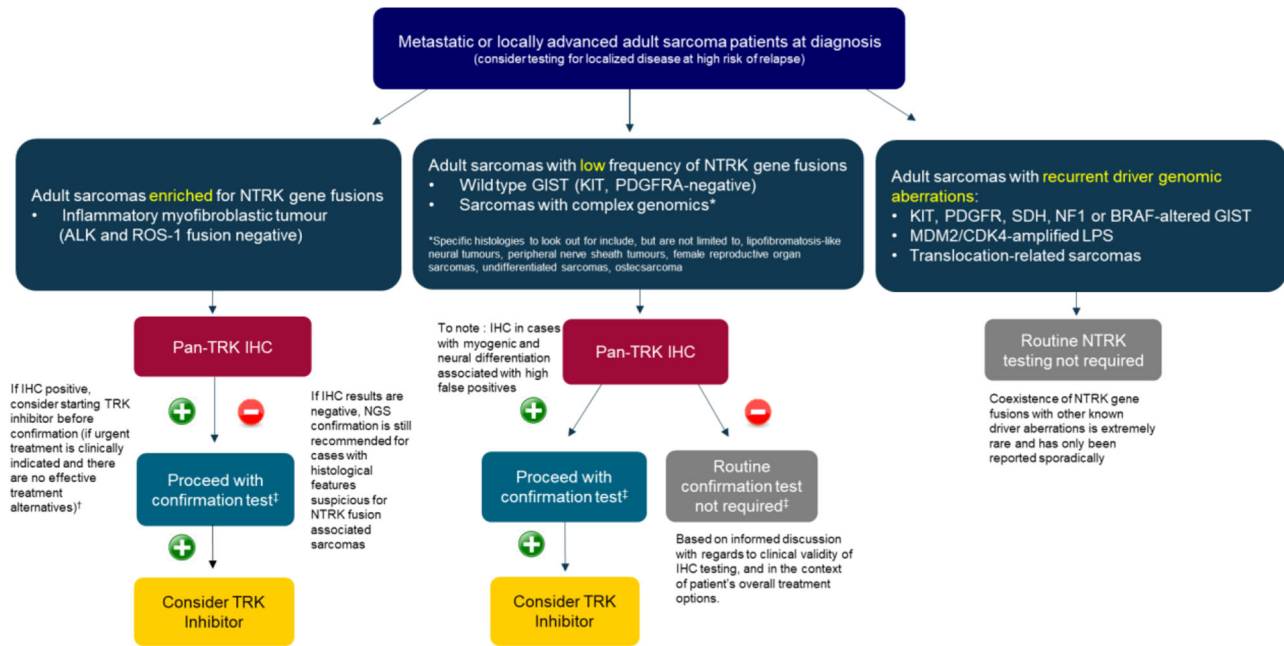 Metastatic or locally advanced adult sarcoma patients at diagnosis
(consider testing for localized disease at high risk of relapse)
Adult sarcomas enriched for NTRK gene fusions
• Inflammatory myofibroblastic tumour
(ALK and ROS-1 fusion negative)
Pan-TRK IHC
If IHC positive,
consider starting TRK
inhibitor before
confirmation (if urgent
treatment is clinically
indicated and there
are no effective
treatment
alternatives)†
If IHC results are
negative, NGS
confirmation is still
recommended for
cases with
histological
features
suspicious for
NTRK fusion
associated
sarcomas
Proceed with
confirmation test‡
Consider TRK
Inhibitor
Adult sarcomas with low frequency of NTRK gene fusions
• Wild type GIST (KIT, PDGFRA-negative)
• Sarcomas with complex genomics*
*Specific histologies to look out for include, but are not limited to, lipofibromatosis-like
neural tumours, peripheral nerve sheath tumours, female reproductive organ
sarcomas, undifferentiated sarcomas, ostecsarcoma
To note : IHC in cases
with myogenic and
neural differentiation
associated with high
false positives
Pan-TRK IHC
Proceed with
confirmation test‡
Routine
confirmation test
not required‡
Based on informed discussion
with regards to clinical validity of
IHC testing, and in the context
of patient's overall treatment
options.
Consider TRK
Inhibitor
Adult sarcomas with recurrent driver genomic
aberrations:
• KIT, PDGFR, SDH, NF1 or BRAF-altered GIST
• MDM2/CDK4-amplified LPS
• Translocation-related sarcomas
Routine NTRK
testing not required
Coexistence of NTRK gene
fusions with other known
driver aberrations is extremely
rare and has only been
reported sporadically